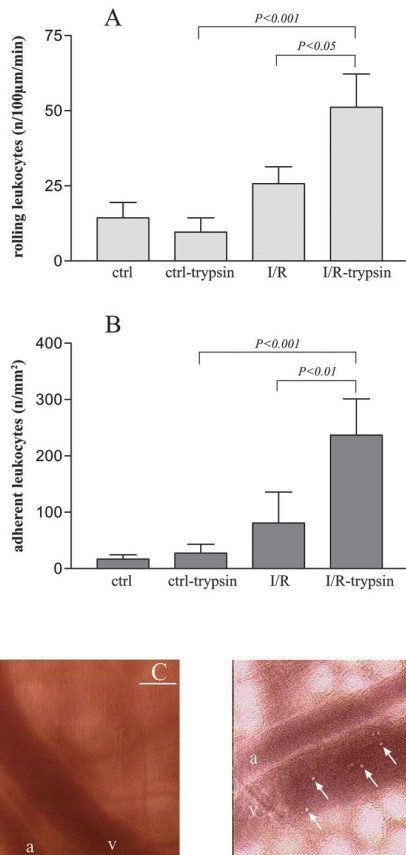 A
P<0.001
P<0.05
rolling leukocytes (n/100µm/min)
75
50
25
0
ctrl
ctrl-trypsin
I/R
I/R-trypsin
B
P<0.001
P<0.01
adherent leukocytes (n/mm²)
400
300
200
100
0
ctrl
ctrl-trypsin
I/R
I/R-trypsin
C
a
v
a
v